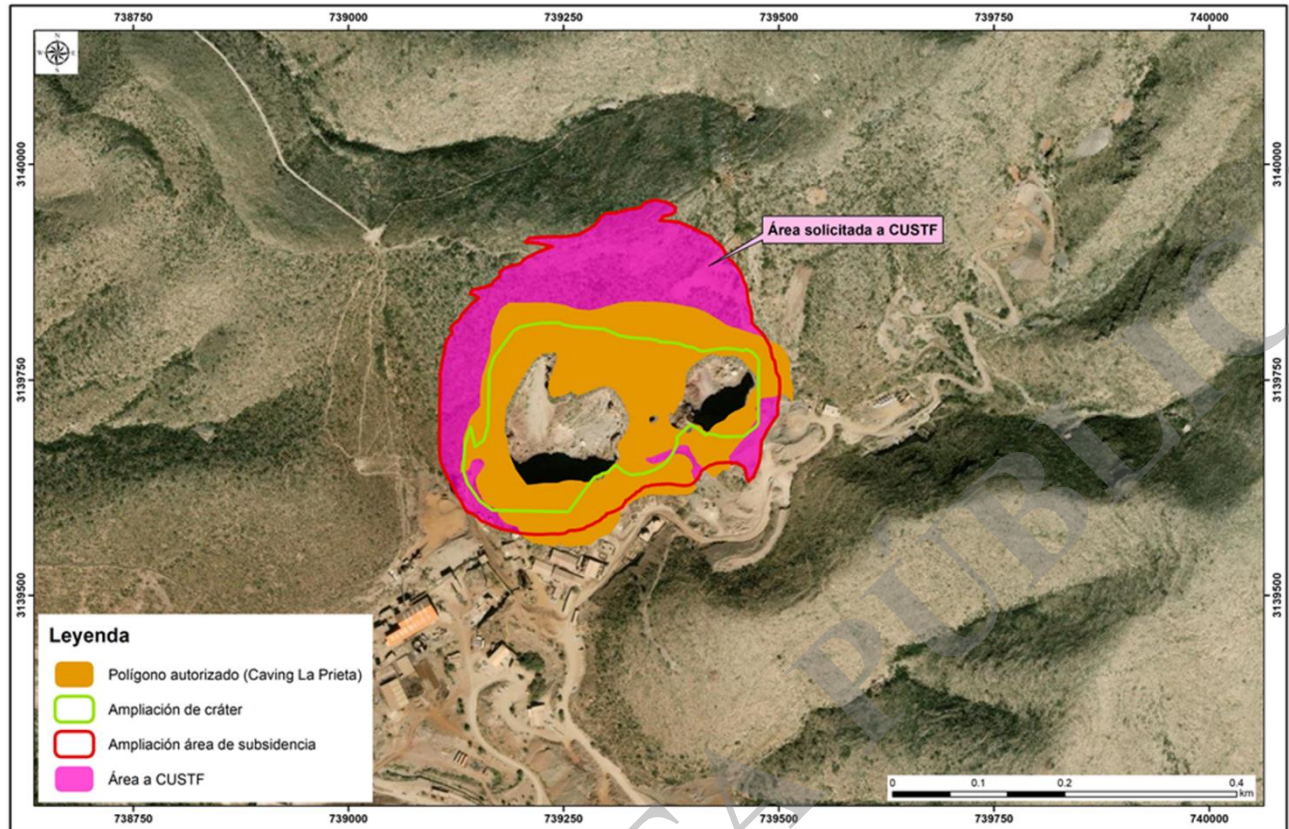 738750 739000 739250 739500 739750 740000
N
W E
S
3140000 3140000
Área solicitada a CUSTF
3139750 3139750
3139500 3139500
Leyenda
Polígono autorizado (Caving La Prieta)
Ampliación de cráter
Ampliación área de subsidencia
Área a CUSTF
0 0.1 0.2 0.4
km
738750 739000 739250 739500 739750 740000